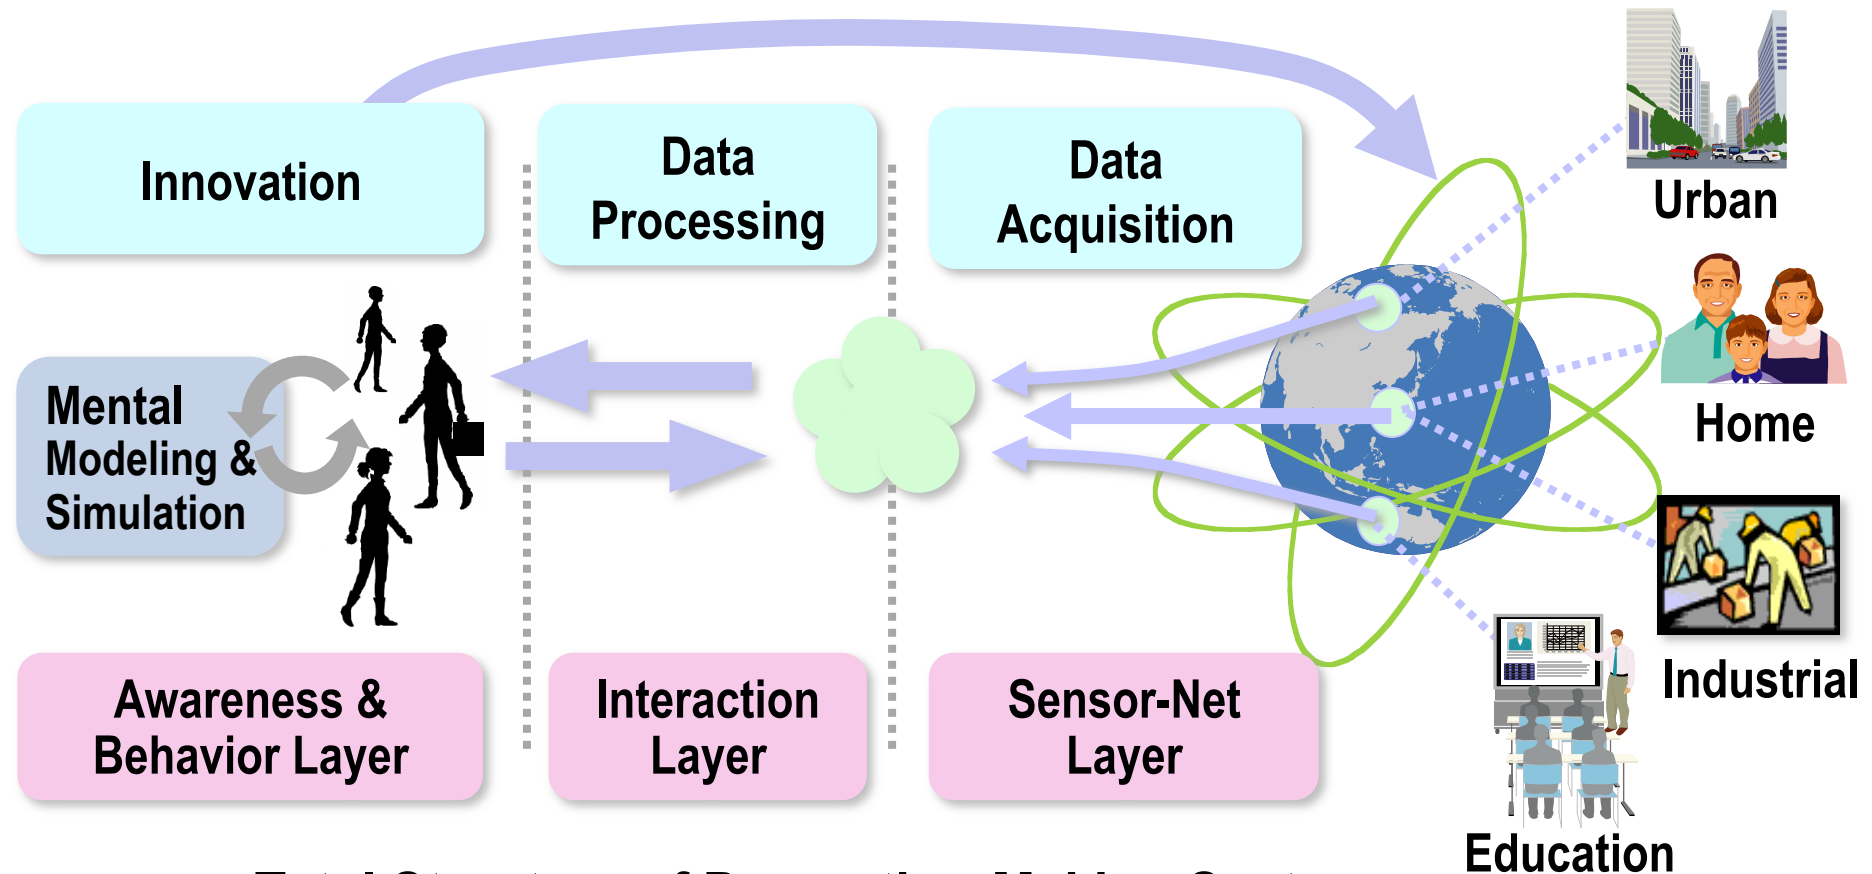 Innovation
Data
Processing
Data
Acquisition
Urban
Home
Mental
Modeling &
Simulation
Industrial
Awareness &
Behavior Layer
Interaction
Layer
Sensor-Net
Layer
Education